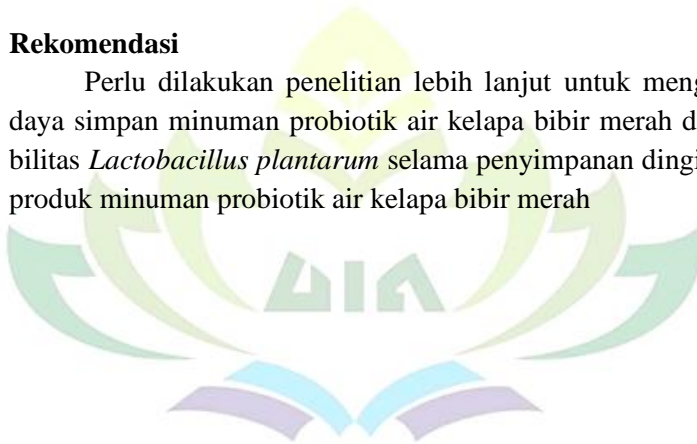 Rekomendasi
Perlu dilakukan penelitian lebih lanjut untuk meng
daya simpan minuman probiotik air kelapa bibir merah d
bilitas Lactobacillus plantarum selama penyimpanan dingi
produk minuman probiotik air kelapa bibir merah
UIN